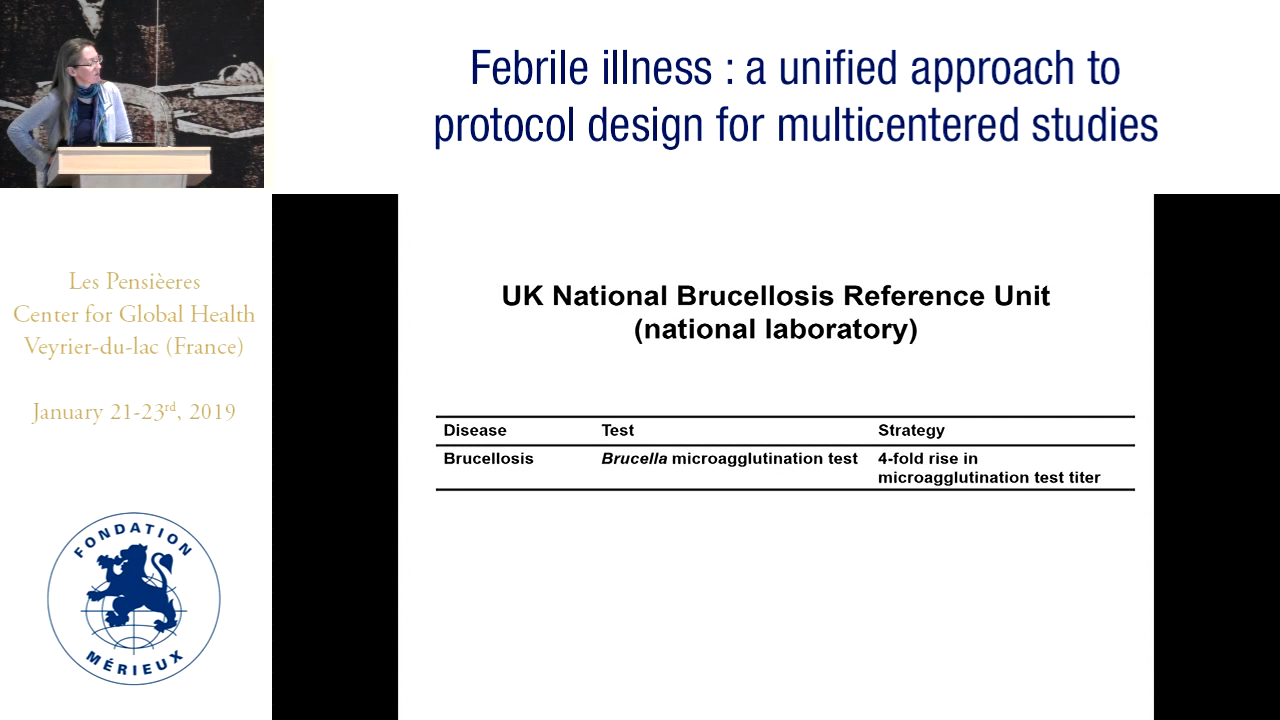 Febrile illness : a unified approach to
protocol design for multicentered studies
Les Pensièeres
Center for Global Health
Veyrier-du-lac (France)
January 21-23rd, 2019
FONDATION
MÉRIEUX
UK National Brucellosis Reference Unit
(national laboratory)
Disease Test Strategy
Brucellosis Brucella microagglutination test 4-fold rise in
microagglutination test titer